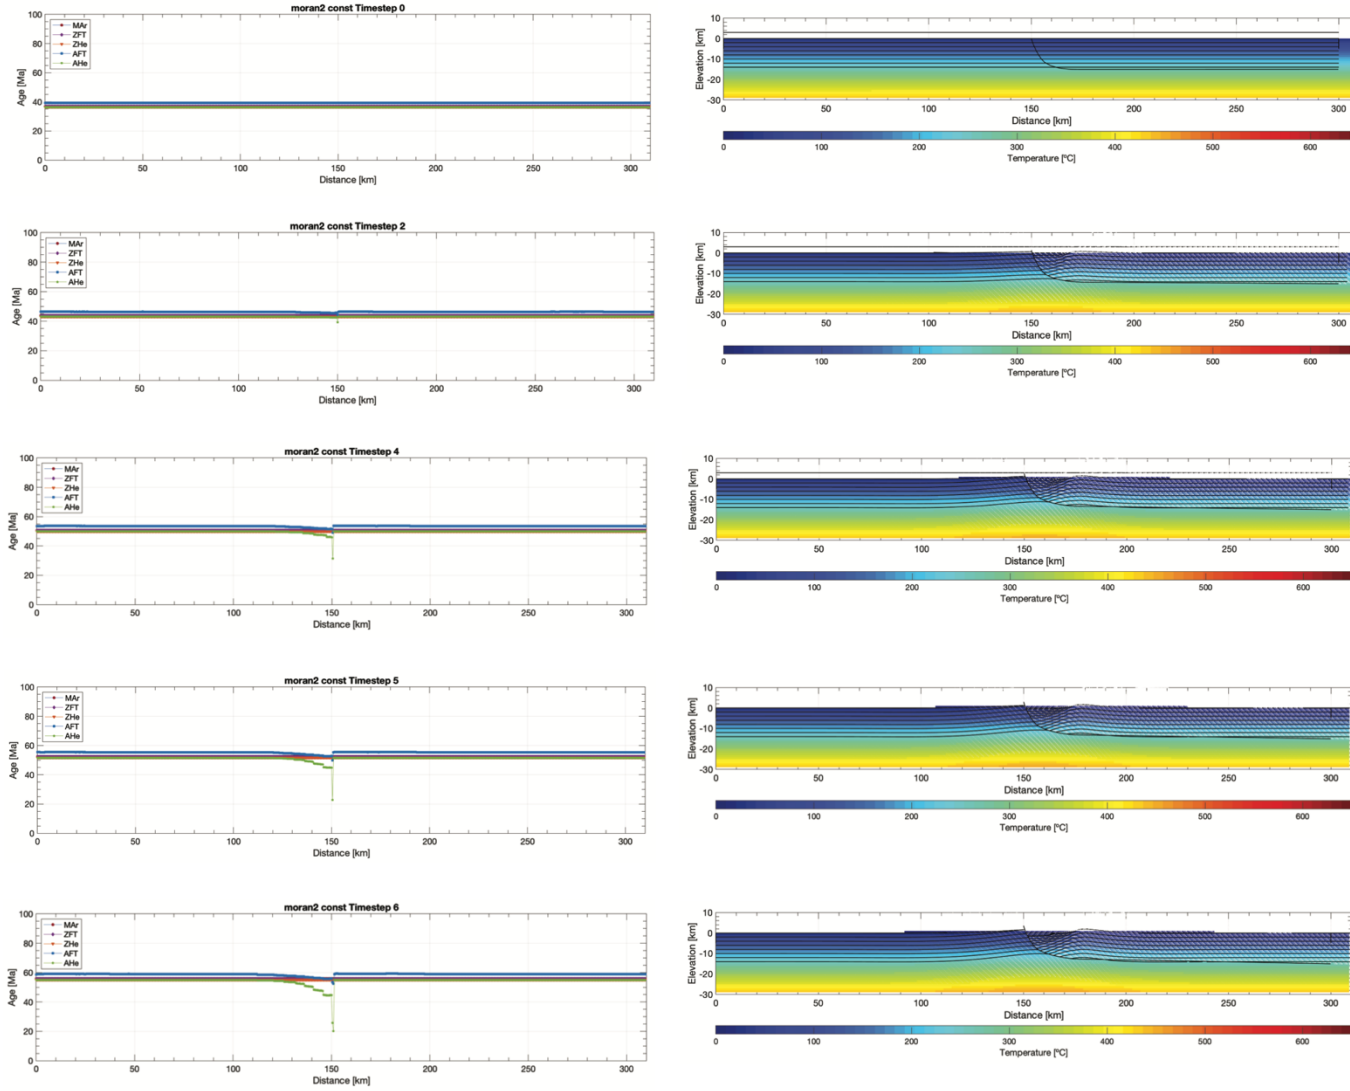 moran2 const Timestep 0
100
80
60
40
20
0
Age [Ma]
MAr
ZFT
ZHe
AFT
AHe
0 50 100 150 200 250 300
Distance [km]
10
0
-10
-20
-30
Elevation [km]
0 50 100 150 200 250 300
Distance [km]
0 100 200 300 400 500 600
Temperature [ºC]
moran2 const Timestep 2
100
80
60
40
20
0
Age [Ma]
MAr
ZFT
ZHe
AFT
AHe
0 50 100 150 200 250 300
Distance [km]
10
0
-10
-20
-30
Elevation [km]
0 50 100 150 200 250 300
Distance [km]
0 100 200 300 400 500 600
Temperature [ºC]
moran2 const Timestep 4
100
80
60
40
20
0
Age [Ma]
MAr
ZFT
ZHe
AFT
AHe
0 50 100 150 200 250 300
Distance [km]
10
0
-10
-20
-30
Elevation [km]
0 50 100 150 200 250 300
Distance [km]
0 100 200 300 400 500 600
Temperature [ºC]
moran2 const Timestep 5
100
80
60
40
20
0
Age [Ma]
MAr
ZFT
ZHe
AFT
AHe
0 50 100 150 200 250 300
Distance [km]
10
0
-10
-20
-30
Elevation [km]
0 50 100 150 200 250 300
Distance [km]
0 100 200 300 400 500 600
Temperature [ºC]
moran2 const Timestep 6
100
80
60
40
20
0
Age [Ma]
MAr
ZFT
ZHe
AFT
AHe
0 50 100 150 200 250 300
Distance [km]
10
0
-10
-20
-30
Elevation [km]
0 50 100 150 200 250 300
Distance [km]
0 100 200 300 400 500 600
Temperature [ºC]